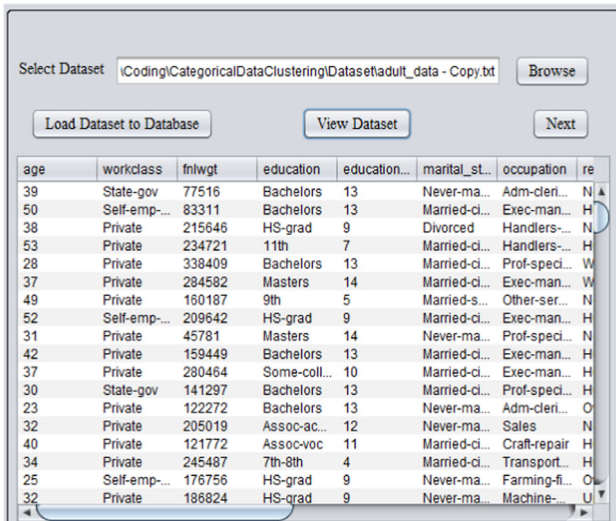 Select Dataset \Coding\CategoricalDataClustering\Dataset\adult_data - Copy.txt Browse
Load Dataset to Database View Dataset Next
age workclass fnlwgt education education... marital_st... occupation re
39 State-gov 77516 Bachelors 13 Never-ma... Adm-cleri... N
50 Self-emp-... 83311 Bachelors 13 Married-ci... Exec-man... H
38 Private 215646 HS-grad 9 Divorced Handlers-... N
53 Private 234721 11th 7 Married-ci... Handlers-... H
28 Private 338409 Bachelors 13 Married-ci... Prof-speci... W
37 Private 284582 Masters 14 Married-ci... Exec-man... W
49 Private 160187 9th 5 Married-s... Other-ser... N
52 Self-emp-... 209642 HS-grad 9 Married-ci... Exec-man... H
31 Private 45781 Masters 14 Never-ma... Prof-speci... N
42 Private 159449 Bachelors 13 Married-ci... Exec-man... H
37 Private 280464 Some-coll... 10 Married-ci... Exec-man... H
30 State-gov 141297 Bachelors 13 Married-ci... Prof-speci... H
23 Private 122272 Bachelors 13 Never-ma... Adm-cleri... O
32 Private 205019 Assoc-ac... 12 Never-ma... Sales N
40 Private 121772 Assoc-voc 11 Married-ci... Craft-repair H
34 Private 245487 7th-8th 4 Married-ci... Transport... H
25 Self-emp-... 176756 HS-grad 9 Never-ma... Farming-fi... O
32 Private 186824 HS-grad 9 Never-ma... Machine-... U